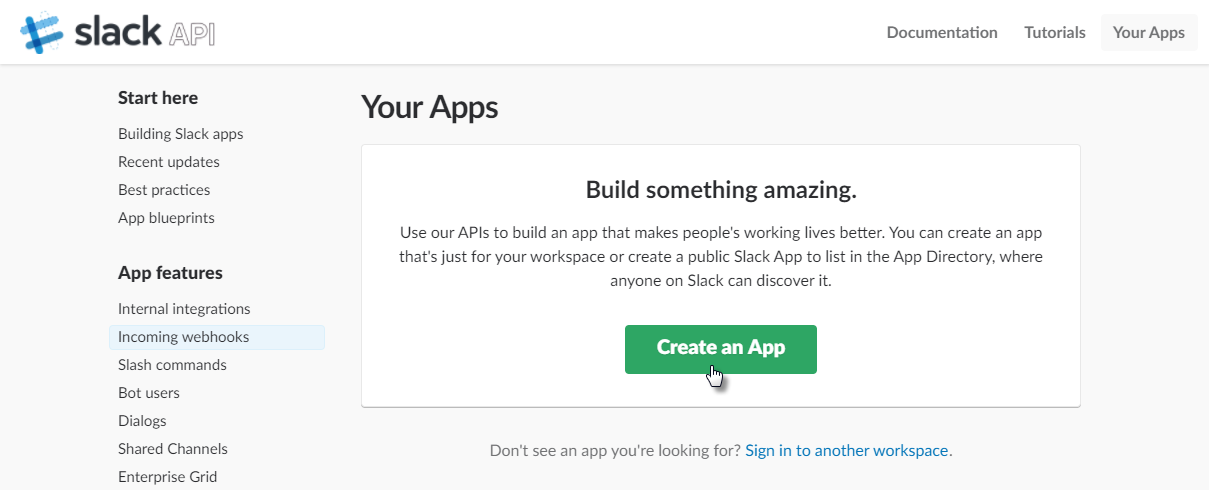 slack API
Documentation
Tutorials
Your Apps
Start here
Building Slack apps
Recent updates
Best practices
App blueprints
App features
Internal integrations
Incoming webhooks
Slash commands
Bot users
Dialogs
Shared Channels
Enterprise Grid
Your Apps
Build something amazing.
Use our APIs to build an app that makes people's working lives better. You can create an app
that's just for your workspace or create a public Slack App to list in the App Directory, where
anyone on Slack can discover it.
Create an App
Don't see an app you're looking for? Sign in to another workspace.